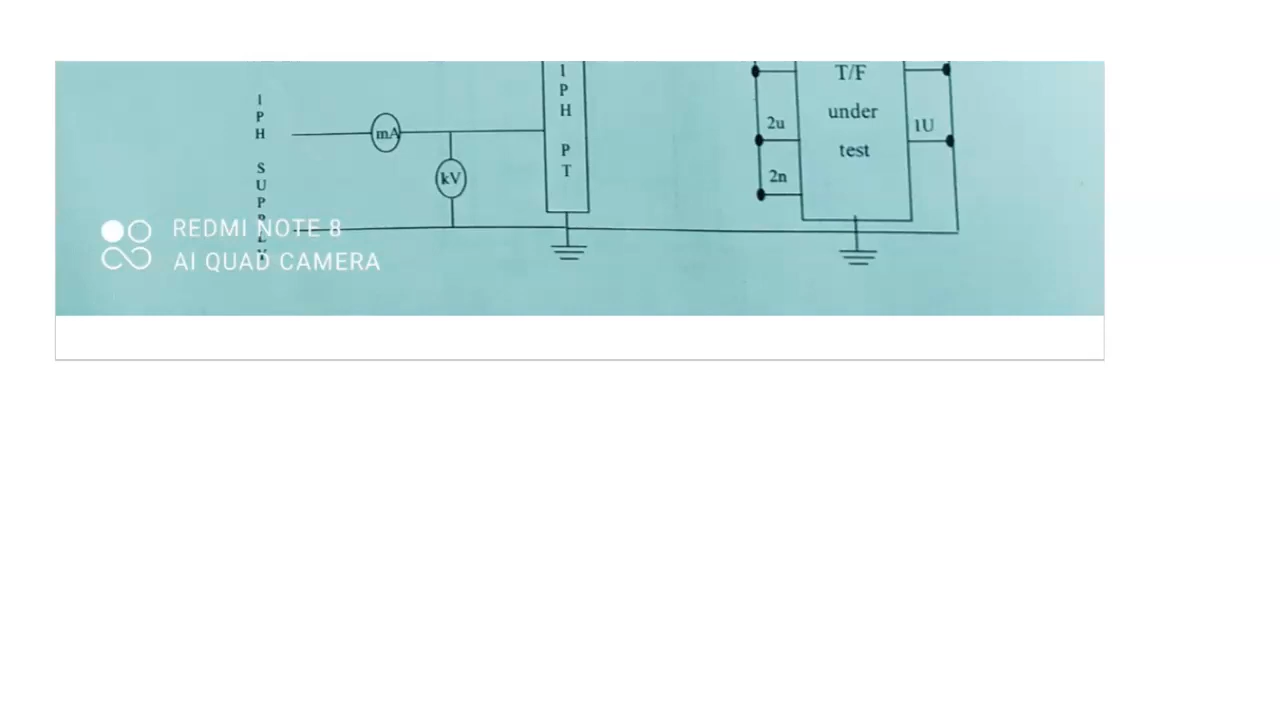 1
P
H
S
U
P
P
L
Y
mA
kV
1
P
H
P
T
2u
2n
T/F
under
test
1U
REDMI NOTE 8
AI QUAD CAMERA